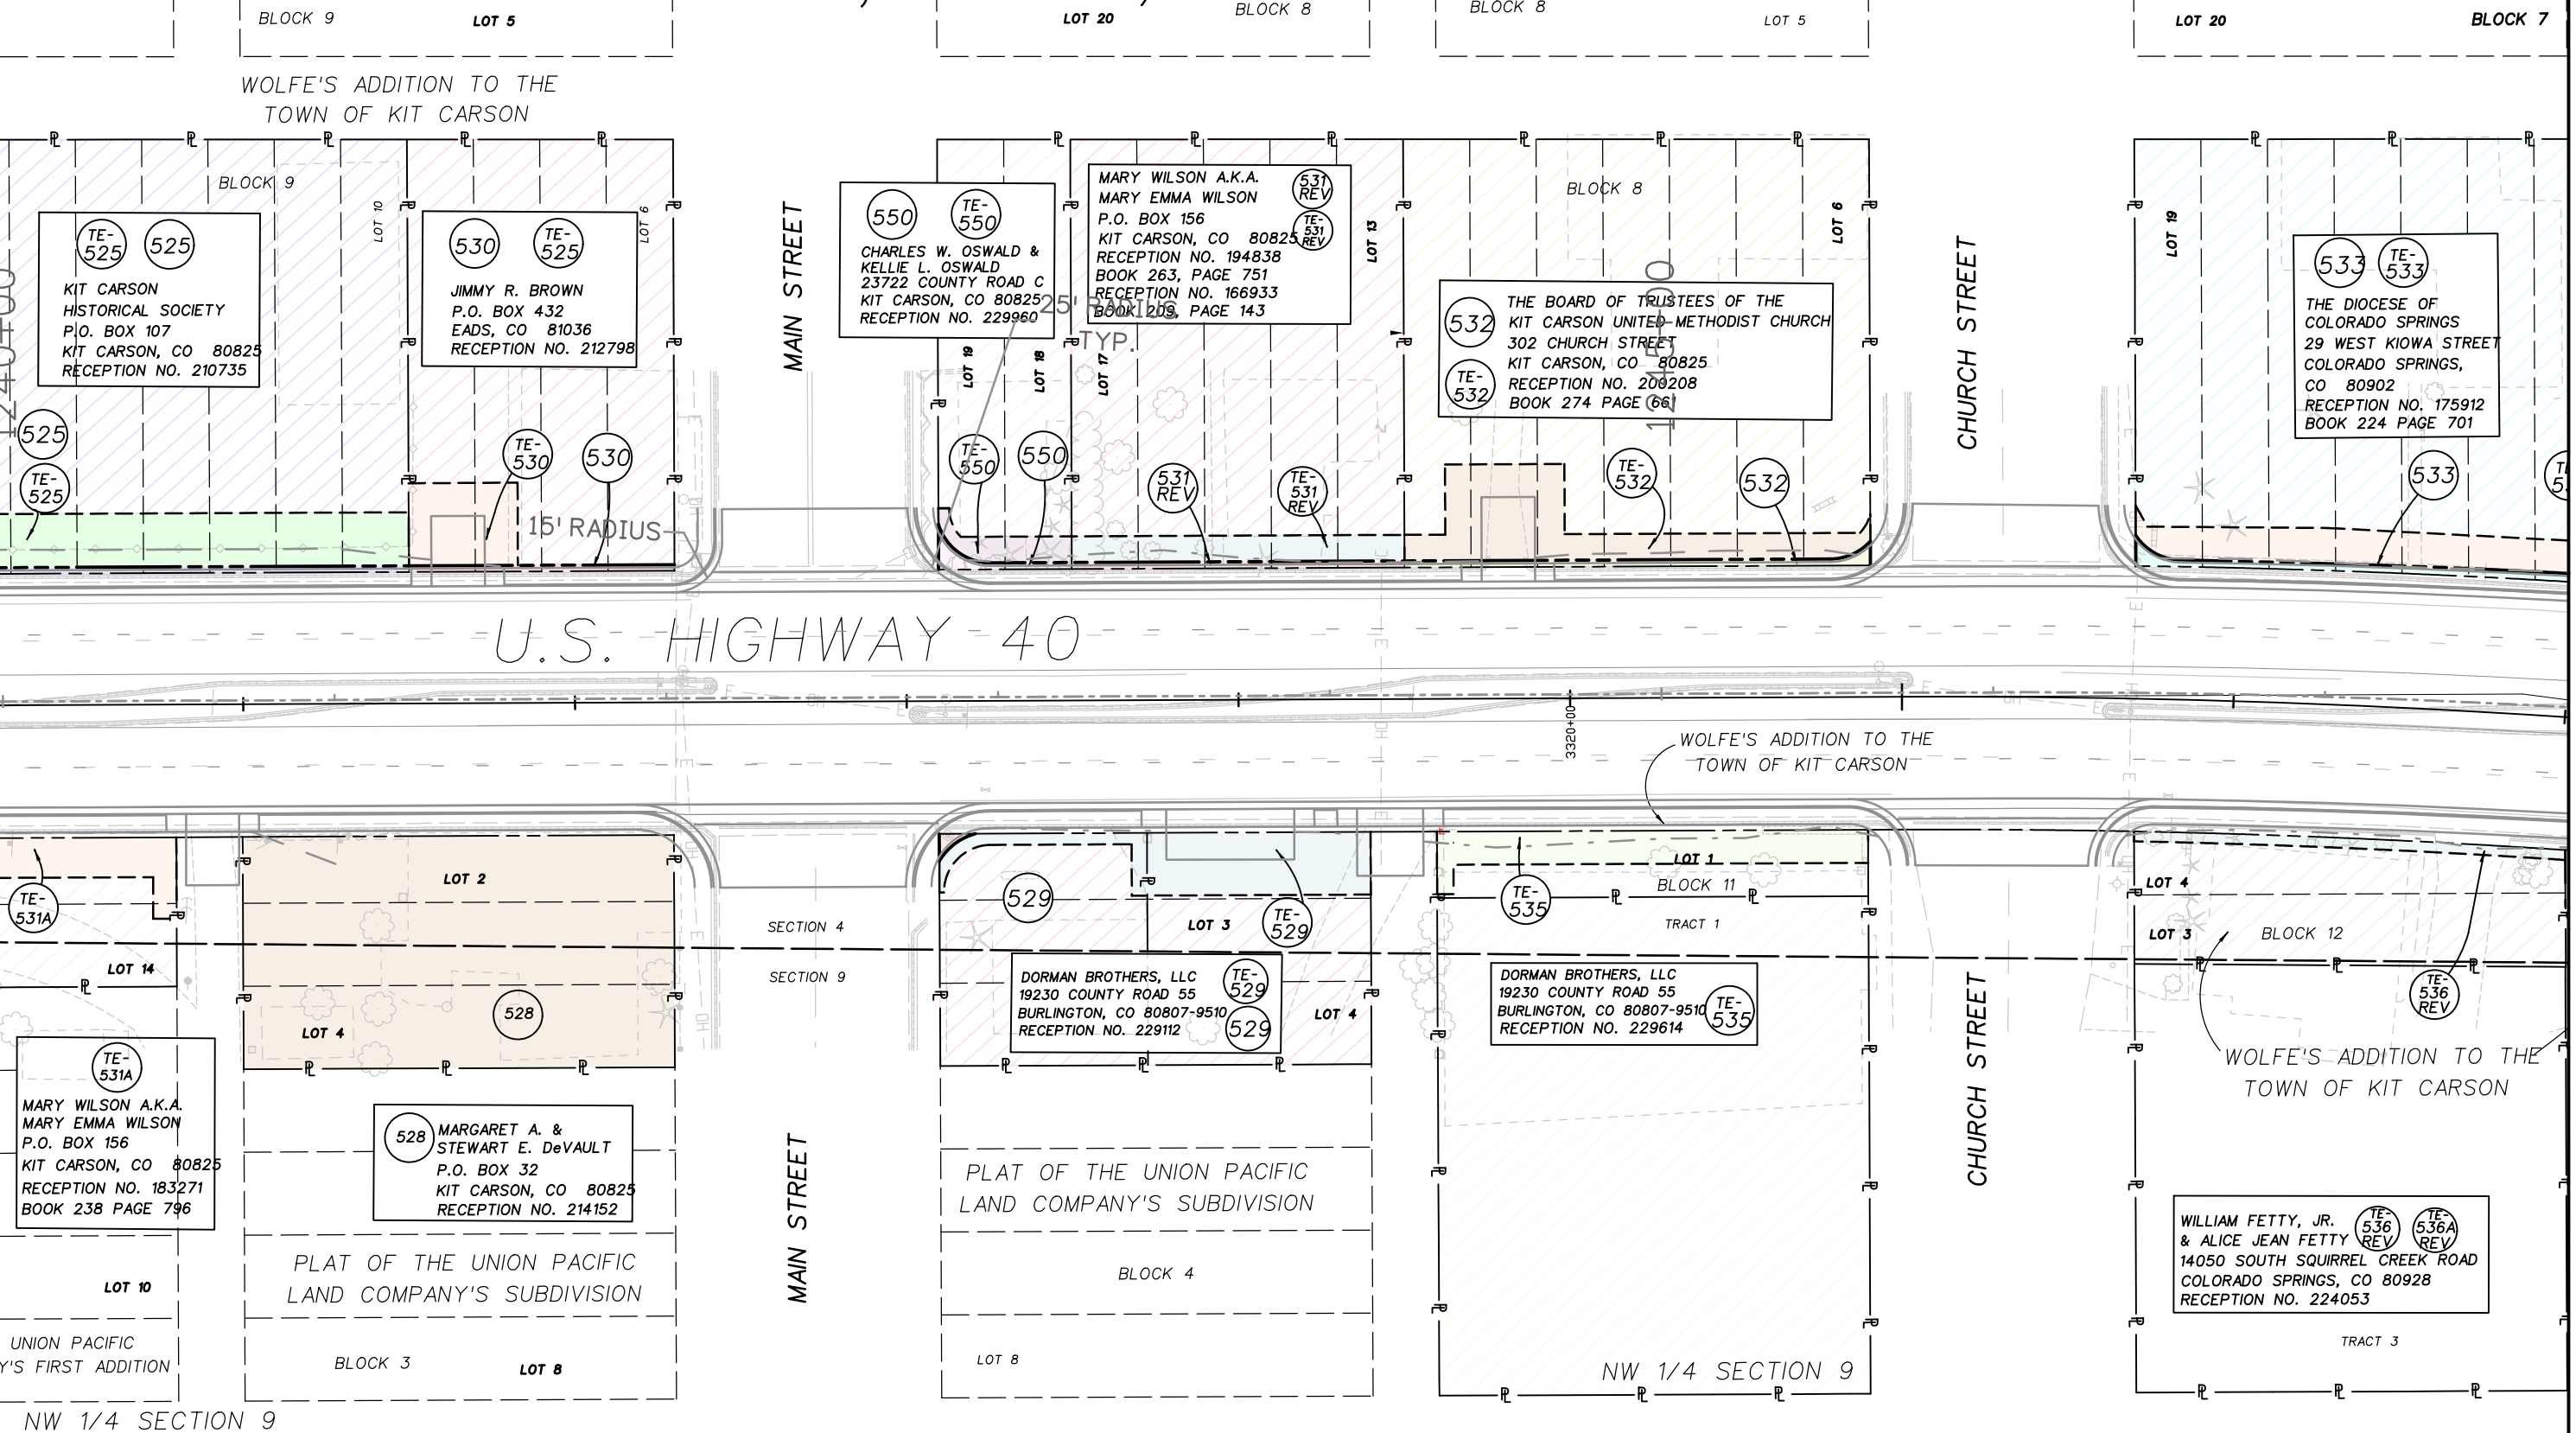 BLOCK 9
LOT 5
LOT 20
BLOCK 8
BLOCK 8
LOT 5
LOT 20
BLOCK 7
WOLFE'S ADDITION TO THE
TOWN OF KIT CARSON
BLOCK 9
LOT 10
LOT 6
1240+00
TE-
525
525
KIT CARSON
HISTORICAL SOCIETY
P.O. BOX 107
KIT CARSON, CO 80825
RECEPTION NO. 210735
530
TE-
525
JIMMY R. BROWN
P.O. BOX 432
EADS, CO 81036
RECEPTION NO. 212798
525
TE-
525
TE-
530
530
15' RADIUS
MAIN STREET
550
TE-
550
CHARLES W. OSWALD &
KELLIE L. OSWALD
23722 COUNTY ROAD C
KIT CARSON, CO 80825
RECEPTION NO. 229960
MARY WILSON A.K.A.
MARY EMMA WILSON
P.O. BOX 156
KIT CARSON, CO 80825
RECEPTION NO. 194838
BOOK 263, PAGE 751
RECEPTION NO. 166933
BOOK 209, PAGE 143
531
REV
TE-
531
REV
25' RADIUS
TYP.
LOT 19
LOT 18
LOT 17
LOT 13
TE-
550
550
531
REV
TE-
531
REV
BLOCK 8
LOT 6
1245+00
532
TE-
532
THE BOARD OF TRUSTEES OF THE
KIT CARSON UNITED METHODIST CHURCH
302 CHURCH STREET
KIT CARSON, CO 80825
RECEPTION NO. 200208
BOOK 274 PAGE 661
TE-
532
532
CHURCH STREET
LOT 19
533
TE-
533
THE DIOCESE OF
COLORADO SPRINGS
29 WEST KIOWA STREET
COLORADO SPRINGS,
CO 80902
RECEPTION NO. 175912
BOOK 224 PAGE 701
533
U.S. HIGHWAY 40
3320+00
WOLFE'S ADDITION TO THE
TOWN OF KIT CARSON
TE-
531A
LOT 14
LOT 2
LOT 4
528
SECTION 4
SECTION 9
529
LOT 3
TE-
529
LOT 4
DORMAN BROTHERS, LLC
19230 COUNTY ROAD 55
BURLINGTON, CO 80807-9510
RECEPTION NO. 229112
TE-
529
529
LOT 1
BLOCK 11
TE-
535
TRACT 1
DORMAN BROTHERS, LLC
19230 COUNTY ROAD 55
BURLINGTON, CO 80807-9510
RECEPTION NO. 229614
TE-
535
LOT 4
LOT 3
BLOCK 12
TE-
536
REV
WOLFE'S ADDITION TO THE
TOWN OF KIT CARSON
TE-
531A
MARY WILSON A.K.A.
MARY EMMA WILSON
P.O. BOX 156
KIT CARSON, CO 80825
RECEPTION NO. 183271
BOOK 238 PAGE 796
528
MARGARET A. &
STEWART E. DeVAULT
P.O. BOX 32
KIT CARSON, CO 80825
RECEPTION NO. 214152
MAIN STREET
PLAT OF THE UNION PACIFIC
LAND COMPANY'S SUBDIVISION
CHURCH STREET
WILLIAM FETTY, JR.
& ALICE JEAN FETTY
14050 SOUTH SQUIRREL CREEK ROAD
COLORADO SPRINGS, CO 80928
RECEPTION NO. 224053
TE-
536
REV
TE-
536A
REV
LOT 10
PLAT OF THE UNION PACIFIC
LAND COMPANY'S SUBDIVISION
BLOCK 4
UNION PACIFIC
Y'S FIRST ADDITION
BLOCK 3
LOT 8
LOT 8
NW 1/4 SECTION 9
TRACT 3
NW 1/4 SECTION 9